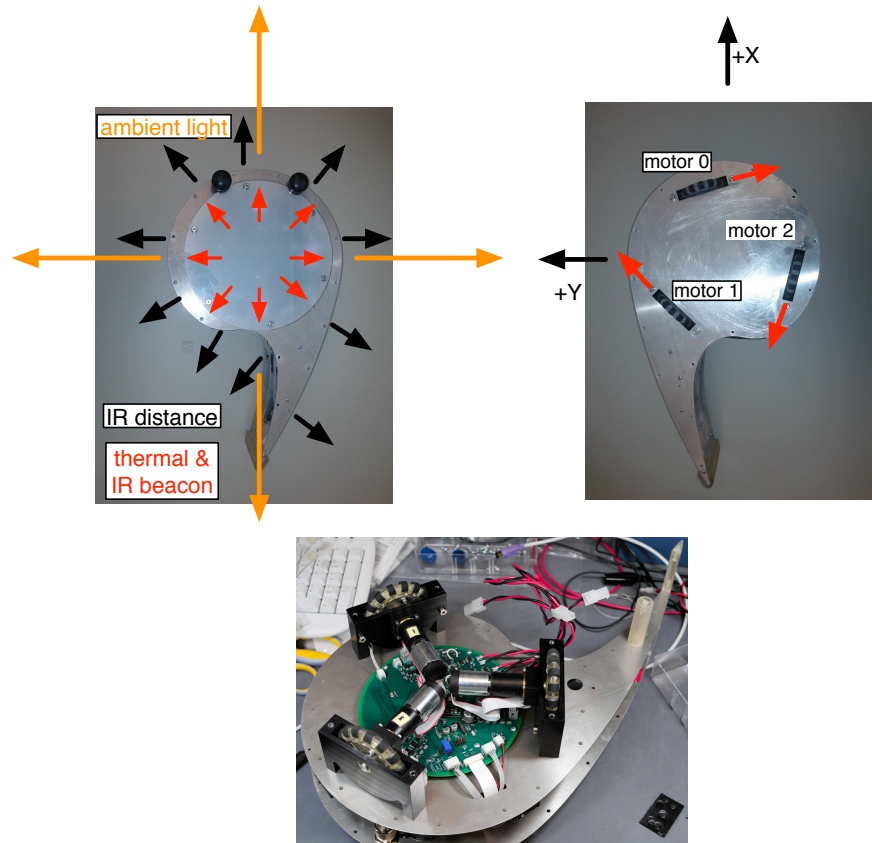 ambient light
IR distance
thermal &
IR beacon
+X
motor 0
motor 2
+Y
motor 1